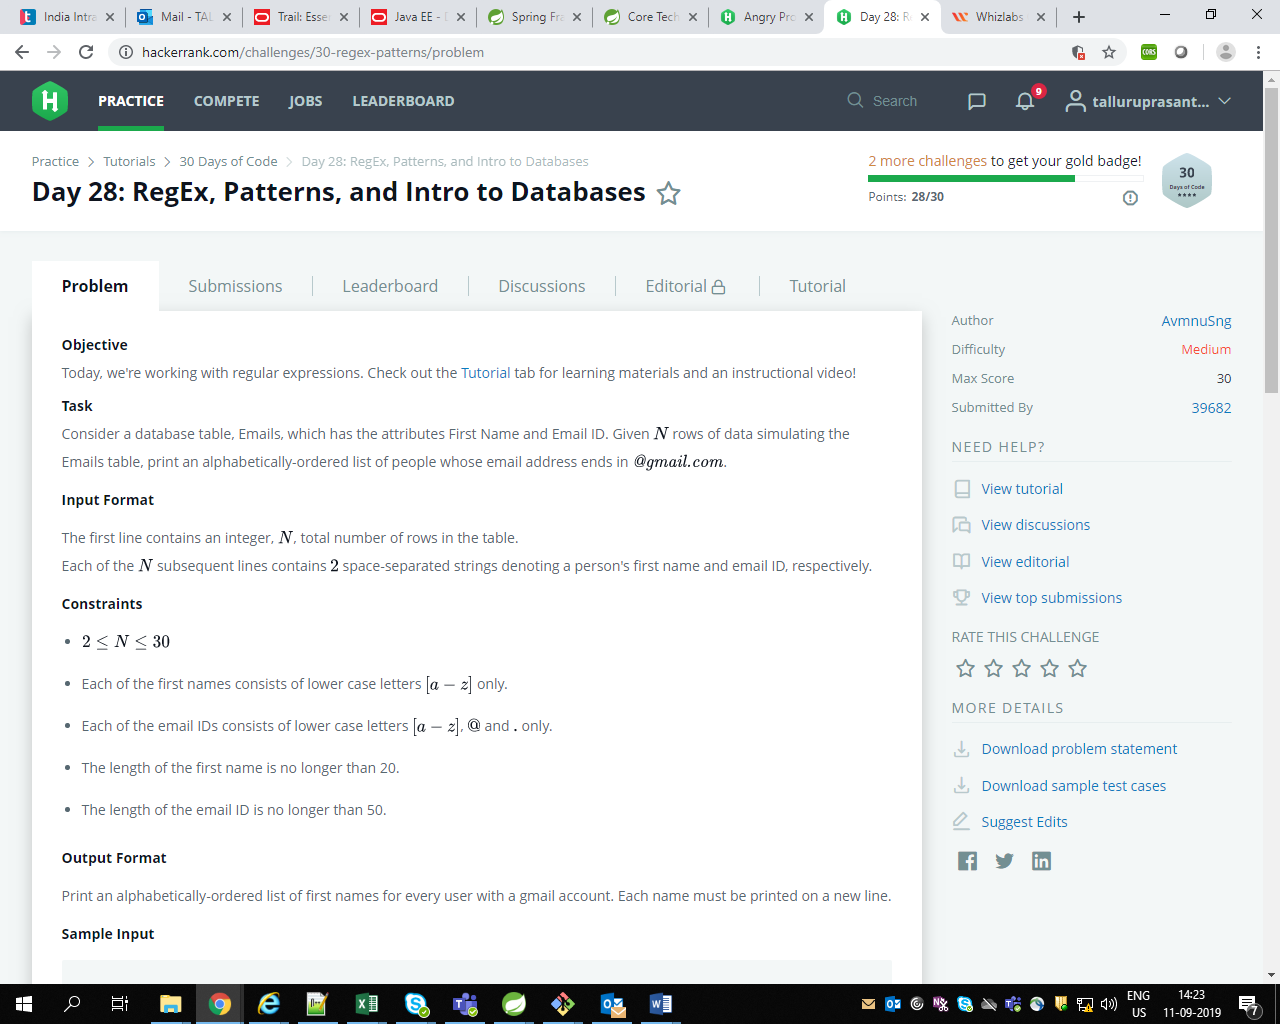 India Intra
Mail - TAL
Trail: Esse
Java EE - D
Spring Fra
Core Tech
Angry Pro
Day 28: R
Whizlabs
hackerrank.com/challenges/30-regex-patterns/problem
CORS
PRACTICE
COMPETE
JOBS
LEADERBOARD
Search
9
talluruprasant...
Practice > Tutorials > 30 Days of Code > Day 28: RegEx, Patterns, and Intro to Databases
2 more challenges to get your gold badge!
Day 28: RegEx, Patterns, and Intro to Databases
Points: 28/30
30
Days of Code
Problem
Submissions
Leaderboard
Discussions
Editorial
Tutorial
Objective
Today, we're working with regular expressions. Check out the Tutorial tab for learning materials and an instructional video!
Task
Consider a database table, Emails, which has the attributes First Name and Email ID. Given N rows of data simulating the
Emails table, print an alphabetically-ordered list of people whose email address ends in @gmail.com.
Input Format
The first line contains an integer, N, total number of rows in the table.
Each of the N subsequent lines contains 2 space-separated strings denoting a person's first name and email ID, respectively.
Constraints
• 2 ≤ N ≤ 30
• Each of the first names consists of lower case letters [a − z] only.
• Each of the email IDs consists of lower case letters [a − z], @ and . only.
• The length of the first name is no longer than 20.
• The length of the email ID is no longer than 50.
Output Format
Print an alphabetically-ordered list of first names for every user with a gmail account. Each name must be printed on a new line.
Sample Input
Author AvmnuSng
Difficulty Medium
Max Score 30
Submitted By 39682
NEED HELP?
View tutorial
View discussions
View editorial
View top submissions
RATE THIS CHALLENGE
MORE DETAILS
Download problem statement
Download sample test cases
Suggest Edits
ENG
US
14:23
11-09-2019
7